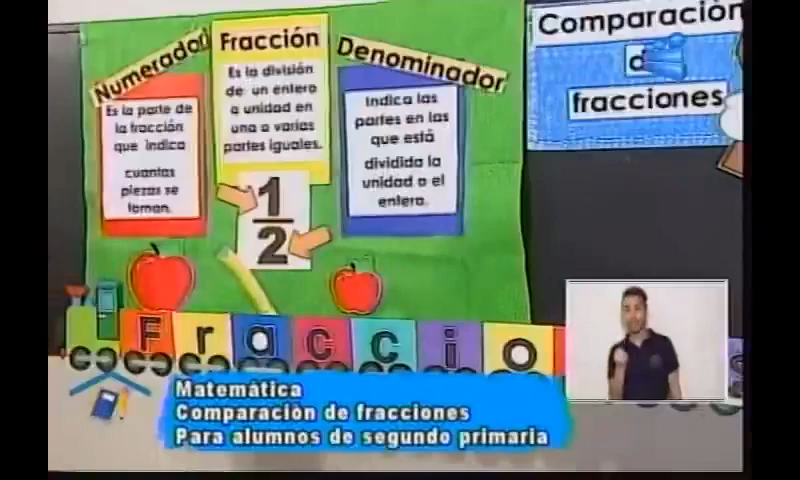 Numerador
Es la parte de
la fracción
que indica
cuantas
piezas se
toman.
Fracción
Es la división
de un entero
o unidad en
una o varias
partes iguales.
1
2
Denominador
Indica las
partes en las
que está
dividida la
unidad o el
entero.
Comparación
d
fracciones
Fraccio
s
Matemática
Comparación de fracciones
Para alumnos de segundo primaria